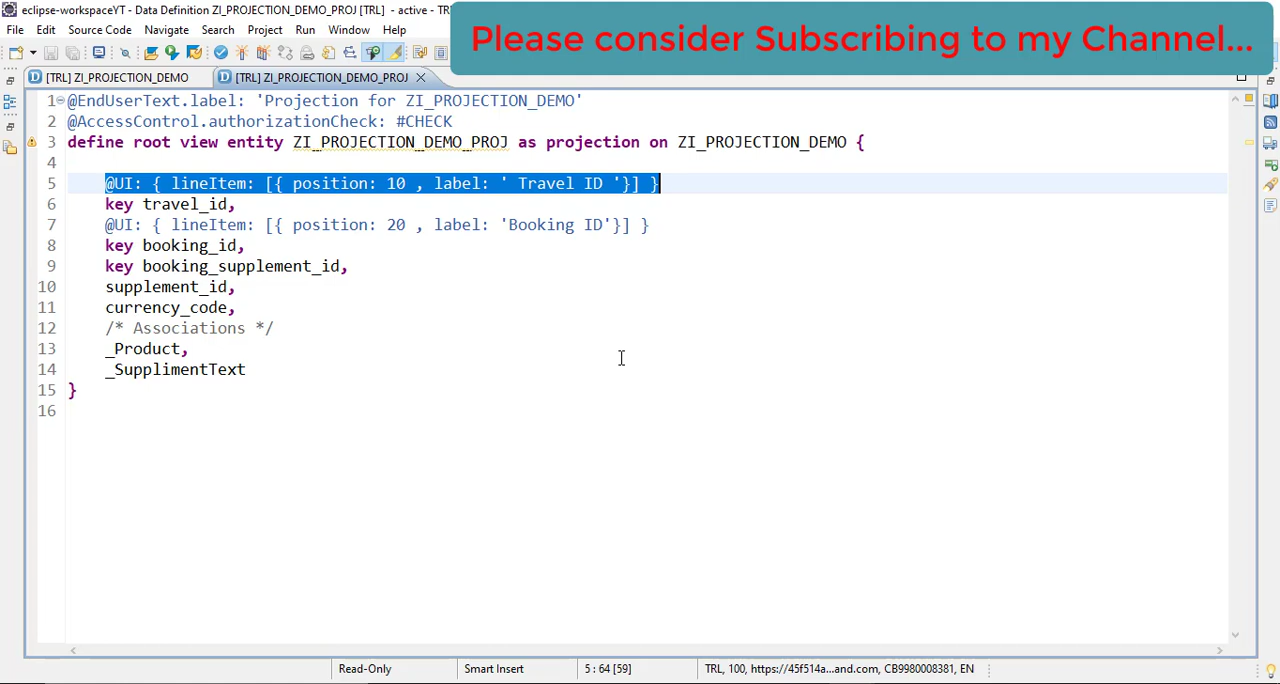 eclipse-workspaceYT - Data Definition ZI_PROJECTION_DEMO_PROJ [TRL] - active - [TRL]
Please consider Subscribing to my Channel...
File Edit Source Code Navigate Search Project Run Window Help
[TRL] ZI_PROJECTION_DEMO [TRL] ZI_PROJECTION_DEMO_PROJ
1 @EndUserText.label: 'Projection for ZI_PROJECTION_DEMO'
2 @AccessControl.authorizationCheck: #CHECK
3 define root view entity ZI_PROJECTION_DEMO_PROJ as projection on ZI_PROJECTION_DEMO {
4
5 @UI: { lineItem: [{ position: 10 , label: ' Travel ID '}] }
6 key travel_id,
7 @UI: { lineItem: [{ position: 20 , label: 'Booking ID'}] }
8 key booking_id,
9 key booking_supplement_id,
10 supplement_id,
11 currency_code,
12 /* Associations */
13 _Product,
14 _SupplimentText
15 }
16
Read-Only Smart Insert 5 : 64 [59] TRL, 100, https://45f514a...and.com, CB9980008381, EN